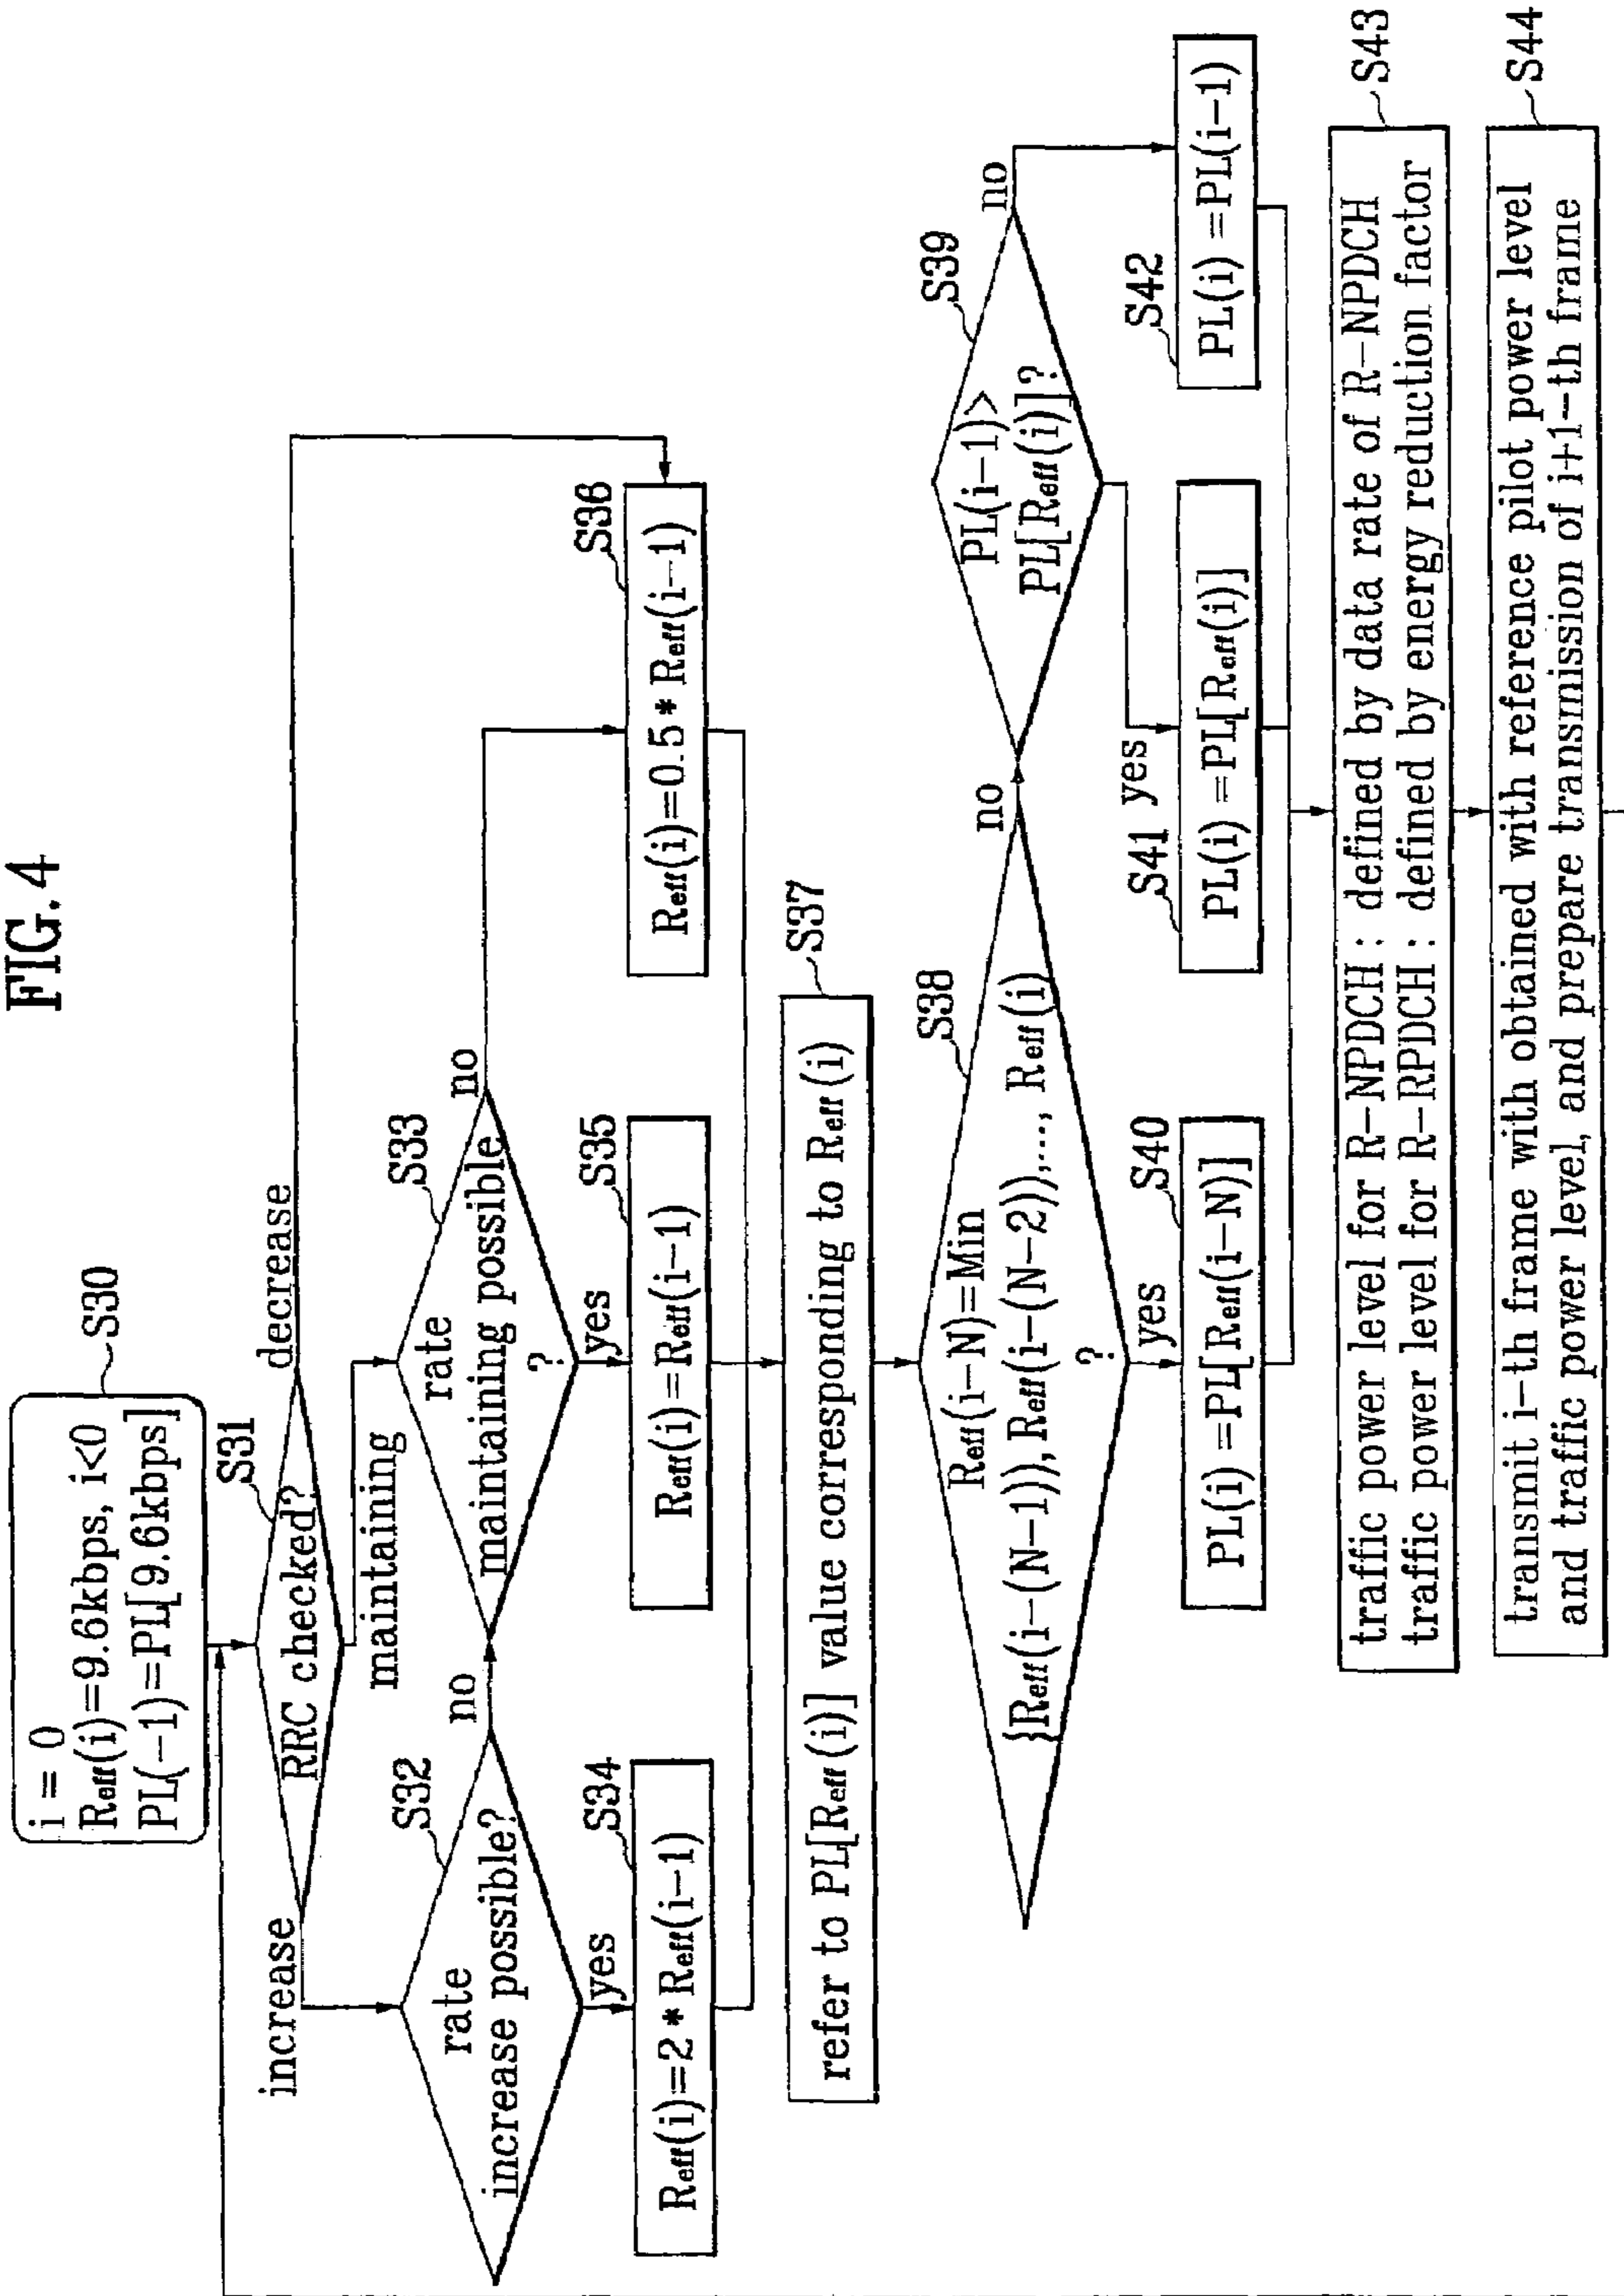 FIG.4
i = 0
Reff(i)=9.6kbps, i<0
PL(-1)=PL[9.6kbps]
S30
S31
RRC checked?
increase
maintaining
decrease
S32
rate
increase possible?
no
yes
S33
rate
maintaining possible
?
no
yes
S34
Reff(i)=2*Reff(i-1)
S35
Reff(i)=Reff(i-1)
S36
Reff(i)=0.5*Reff(i-1)
S37
refer to PL[Reff(i)] value corresponding to Reff(i)
S38
Reff(i-N)=Min
{Reff(i-(N-1)),Reff(i-(N-2)),..., Reff(i)
?
no
yes
S39
PL(i-1)>
PL[Reff(i)]?
no
yes
S40
PL(i)=PL[Reff(i-N)]
S41
PL(i)=PL[Reff(i)]
S42
PL(i)=PL(i-1)
S43
traffic power level for R-NPDCH : defined by data rate of R-NPDCH
traffic power level for R-RPDCH : defined by energy reduction factor
S44
transmit i-th frame with obtained with reference pilot power level
and traffic power level, and prepare transmission of i+1-th frame